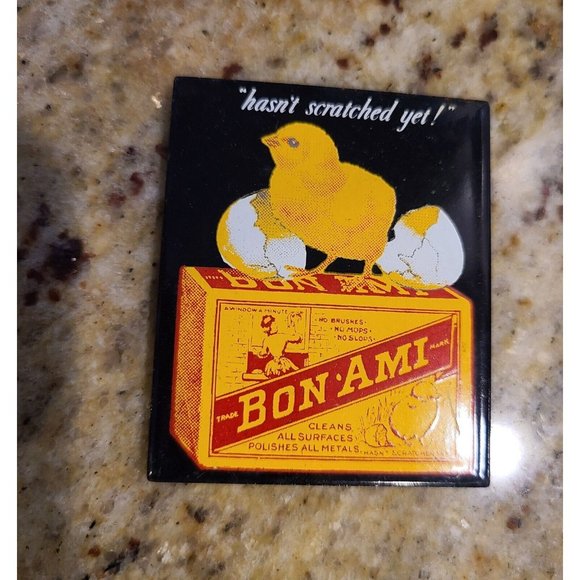 "hasn't scratched yet!"
BON AMI
A WINDOW A MINUTE
NO BRUSHES·
·NO MOPS·
·NO SLOPS·
TRADE BON·AMI MARK
CLEANS
ALL SURFACES·
POLISHES ALL METALS.